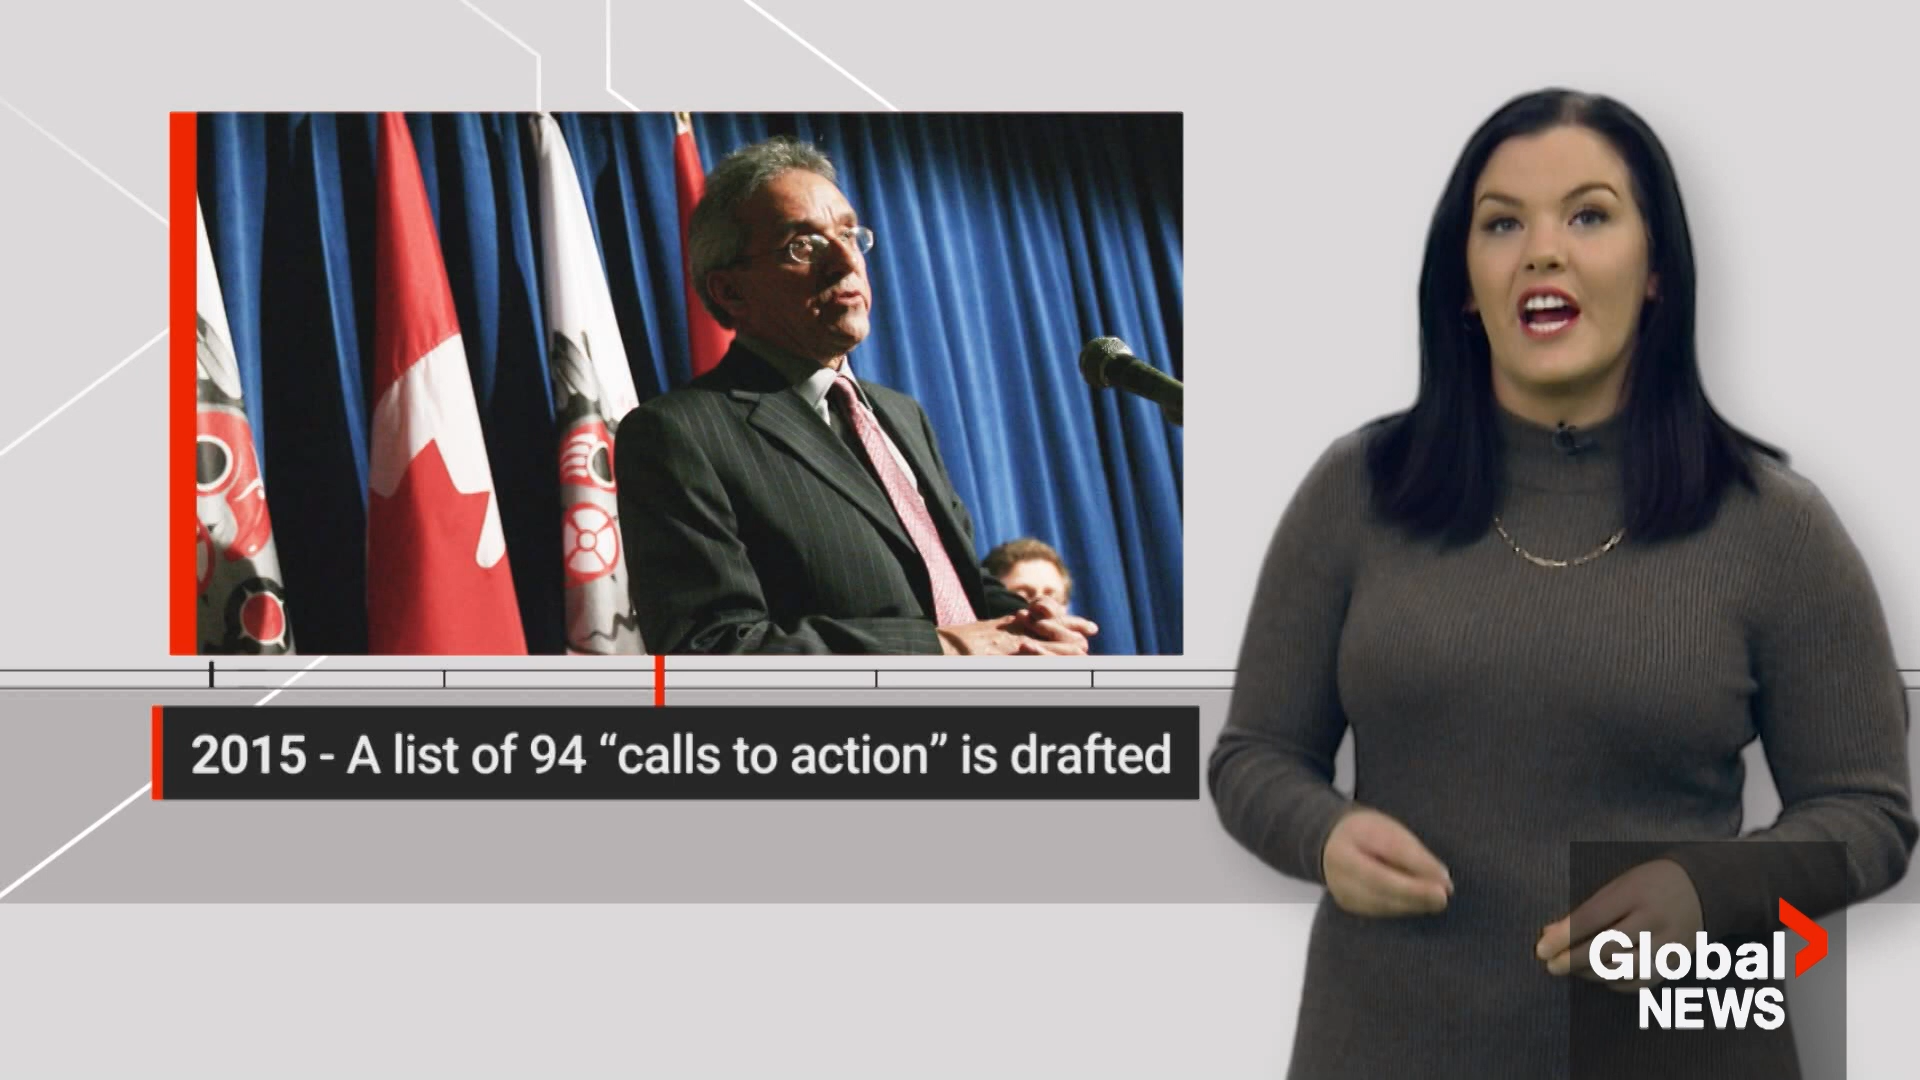 2015 - A list of 94 “calls to action” is drafted
Global
NEWS